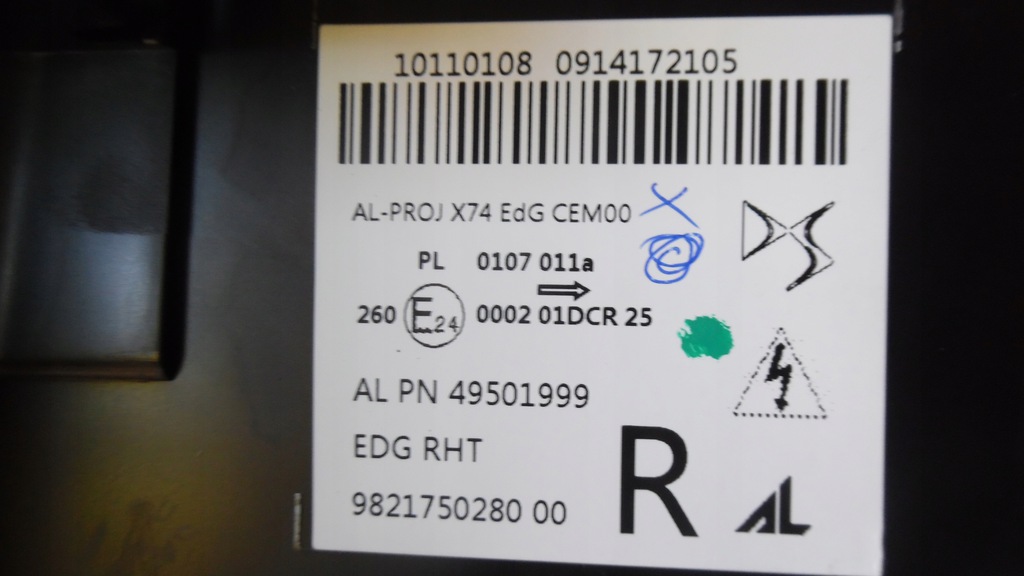 10110108 0914172105
AL-PROJ X74 EdG CEM00
PL 0107 011a
260 E24 0002 01DCR 25
AL PN 49501999
EDG RHT
9821750280 00
R
DS
AL